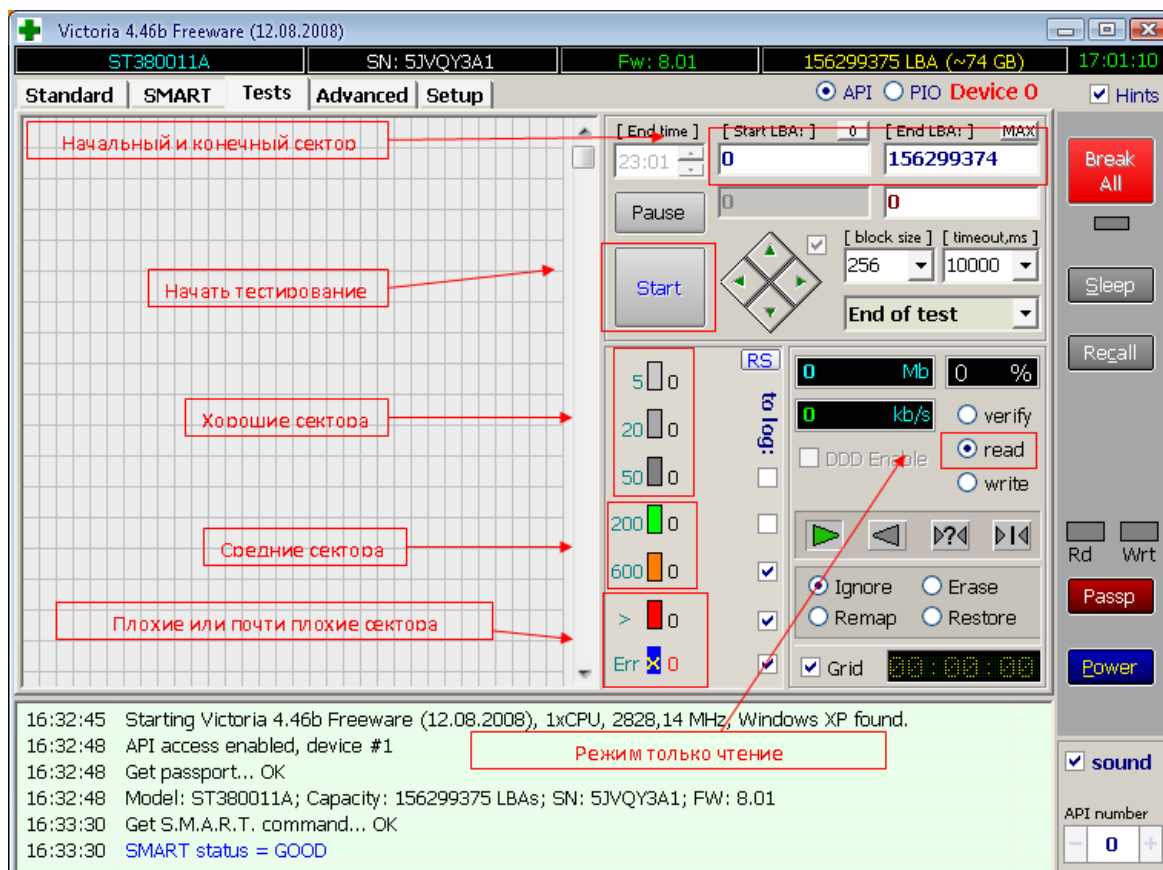 Victoria 4.46b Freeware (12.08.2008)
ST380011A SN: 5JVQY3A1 Fw: 8.01 156299375 LBA (~74 GB) 17:01:10
Standard SMART Tests Advanced Setup API PIO Device 0 Hints
Начальный и конечный сектор
[ End time ] [ Start LBA: ] 0 [ End LBA: ] MAX
23:01 0 156299374
Break All
Pause 0 0
[ block size ] [ timeout,ms ]
256 10000
Начать тестирование
Start
Sleep
End of test
Recall
RS
5 0
0 Mb 0 %
to log:
Хорошие сектора
20 0
0 kb/s verify
DDD Enable read
50 0
write
200 0
Средние сектора
600 0
Rd Wrt
Ignore Erase
Passp
Плохие или почти плохие сектора
> 0
Remap Restore
Err 0
Grid 00:00:00
Power
16:32:45 Starting Victoria 4.46b Freeware (12.08.2008), 1xCPU, 2828,14 MHz, Windows XP found.
16:32:48 API access enabled, device #1
Режим только чтение
16:32:48 Get passport... OK
sound
16:32:48 Model: ST380011A; Capacity: 156299375 LBAs; SN: 5JVQY3A1; FW: 8.01
16:33:30 Get S.M.A.R.T. command... OK
API number
16:33:30 SMART status = GOOD
- 0 +